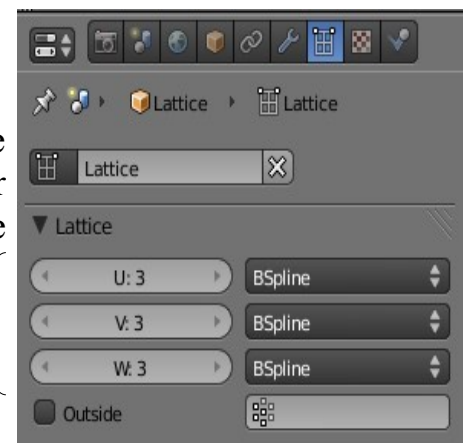 Lattice Lattice
e
Lattice
r
e
Lattice
U: 3 BSpline
V: 3 BSpline
W: 3 BSpline
Outside